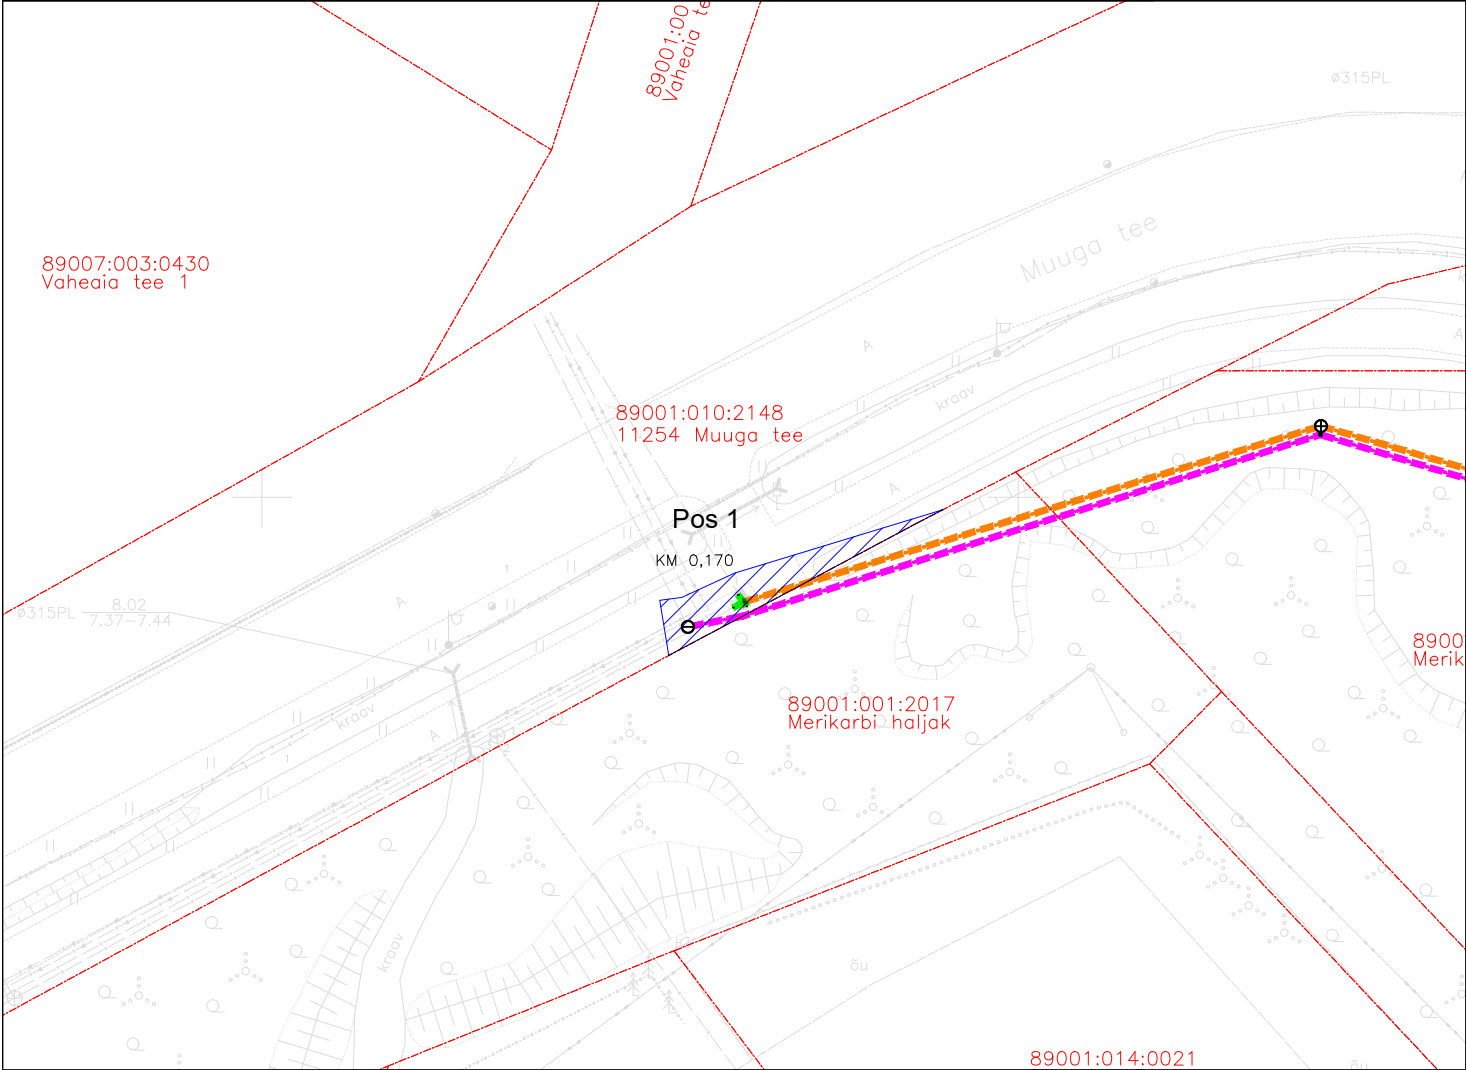 89001:00
Vaheaia te
ø315PL
Muuga tee
89007:003:0430
Vaheaia tee 1
A
kraav
89001:010:2148
11254 Muuga tee
A
Pos 1
KM 0,170
ø315PL
8.02
7.37-7.44
A
8900
Merik
89001:001:2017
Merikarbi haljak
kraav
A
kraav
õu
89001:014:0021
õu